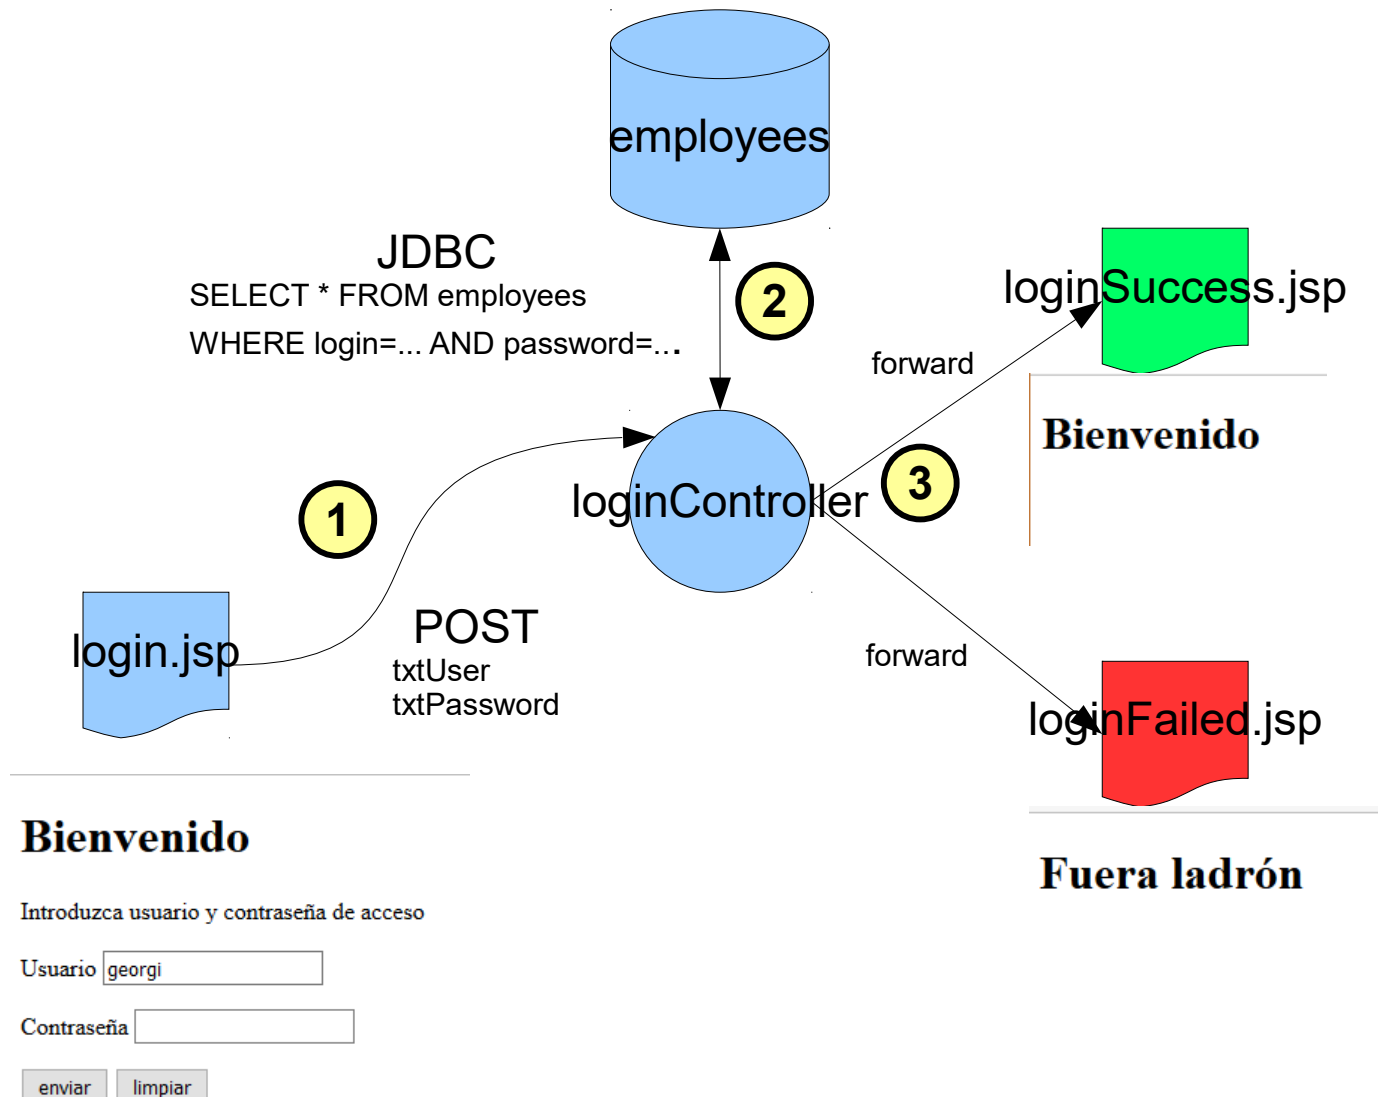 employees
JDBC
SELECT * FROM employees
WHERE login=... AND password=...
2
loginSuccess.jsp
forward
Bienvenido
3
loginController
1
login.jsp
POST
txtUser
txtPassword
forward
loginFailed.jsp
Fuera ladrón
Bienvenido
Introduzca usuario y contraseña de acceso
Usuario georgi
Contraseña
enviar limpiar